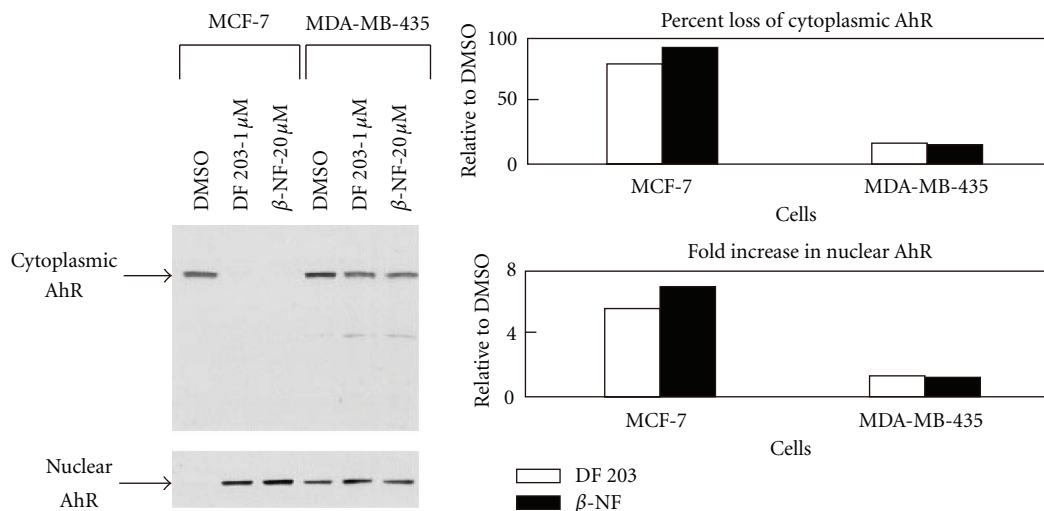 MCF-7 MDA-MB-435
DMSO
DF 203-1 µM
β-NF-20 µM
DMSO
DF 203-1 µM
β-NF-20 µM
Cytoplasmic
AhR
Nuclear
AhR
Percent loss of cytoplasmic AhR
Relative to DMSO
100
50
0
MCF-7 MDA-MB-435
Cells
Fold increase in nuclear AhR
Relative to DMSO
8
4
0
MCF-7 MDA-MB-435
Cells
DF 203
β-NF